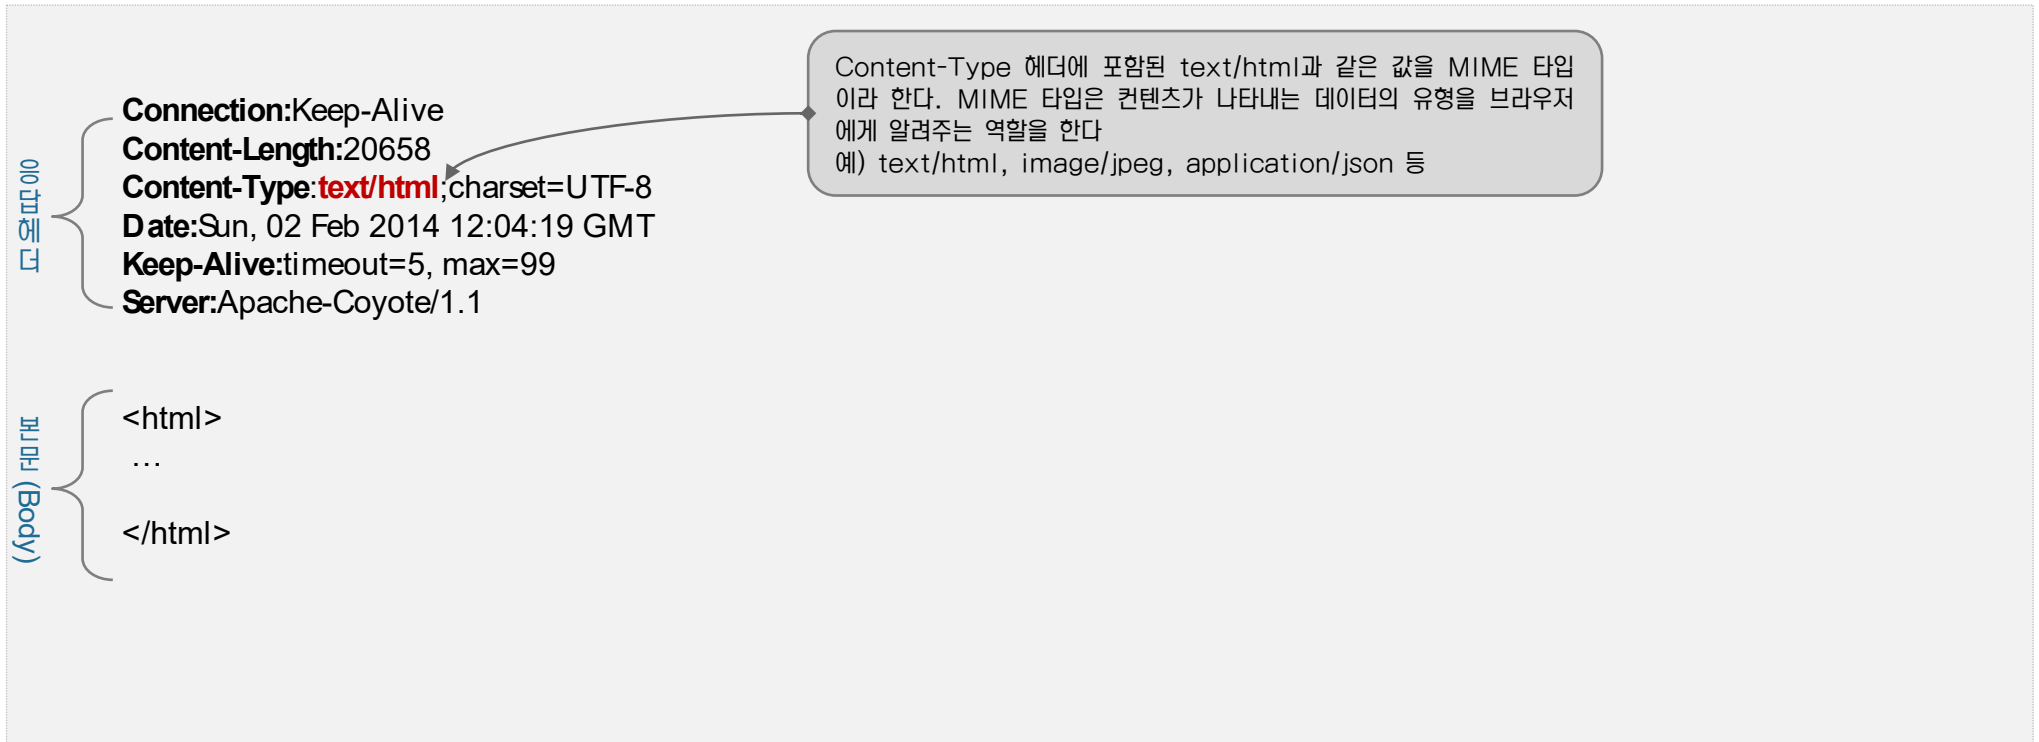 Content-Type 헤더에 포함된 text/html과 같은 값을 MIME 타입
이라 한다. MIME 타입은 컨텐츠가 나타내는 데이터의 유형을 브라우저
에게 알려주는 역할을 한다
예) text/html, image/jpeg, application/json 등
응답헤더
Connection:Keep-Alive
Content-Length:20658
Content-Type:text/html;charset=UTF-8
Date:Sun, 02 Feb 2014 12:04:19 GMT
Keep-Alive:timeout=5, max=99
Server:Apache-Coyote/1.1
본문 (Body)
<html>
…
</html>